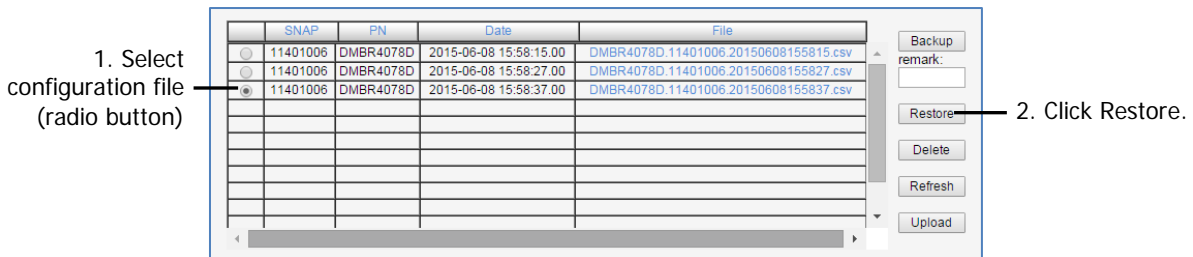 SNAP PN Date File
11401006 DMBR4078D 2015-06-08 15:58:15.00 DMBR4078D.11401006.20150608155815.csv
11401006 DMBR4078D 2015-06-08 15:58:27.00 DMBR4078D.11401006.20150608155827.csv
11401006 DMBR4078D 2015-06-08 15:58:37.00 DMBR4078D.11401006.20150608155837.csv
1. Select
configuration file
(radio button)
Backup
remark:
Restore
Delete
Refresh
Upload
2. Click Restore.